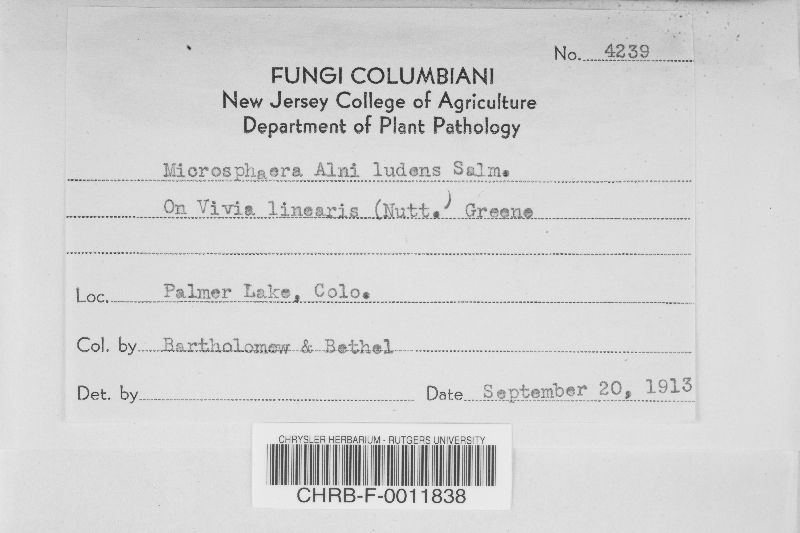 No. 4239
FUNGI COLUMBIANI
New Jersey College of Agriculture
Department of Plant Pathology
Microsphaera Alni ludens Salm.
On Vivia linearis (Nutt.) Greene
Loc. Palmer Lake, Colo.
Col. by Bartholomew & Bethel
Det. by
Date September 20, 1913
CHRYSLER HERBARIUM - RUTGERS UNIVERSITY
CHRB-F-0011838